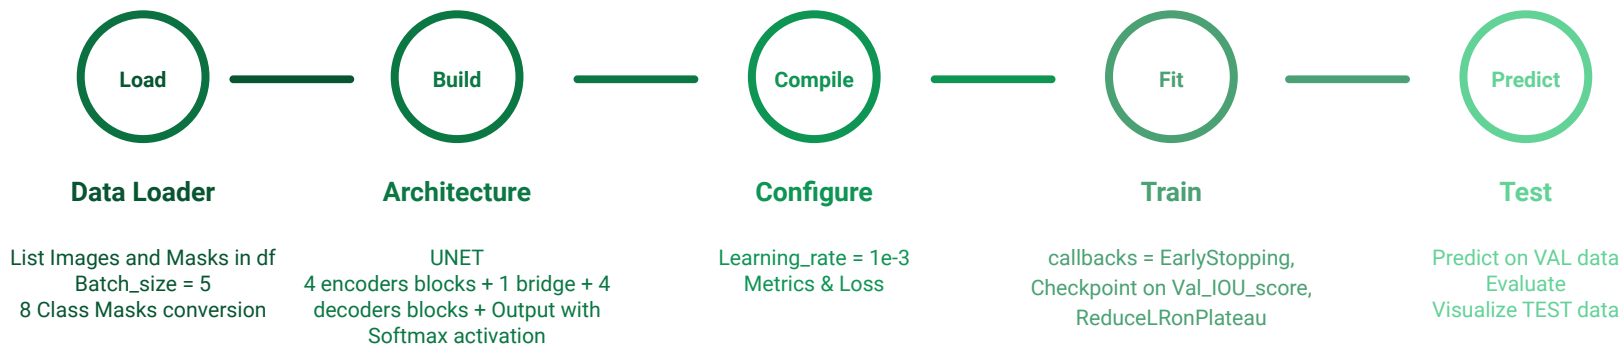 Load
Build
Compile
Fit
Predict
Data Loader
Architecture
Configure
Train
Test
List Images and Masks in df
Batch_size = 5
8 Class Masks conversion
UNET
4 encoders blocks + 1 bridge + 4
decoders blocks + Output with
Softmax activation
Learning_rate = 1e-3
Metrics & Loss
callbacks = EarlyStopping,
Checkpoint on Val_IOU_score,
ReduceLRonPlateau
Predict on VAL data
Evaluate
Visualize TEST data